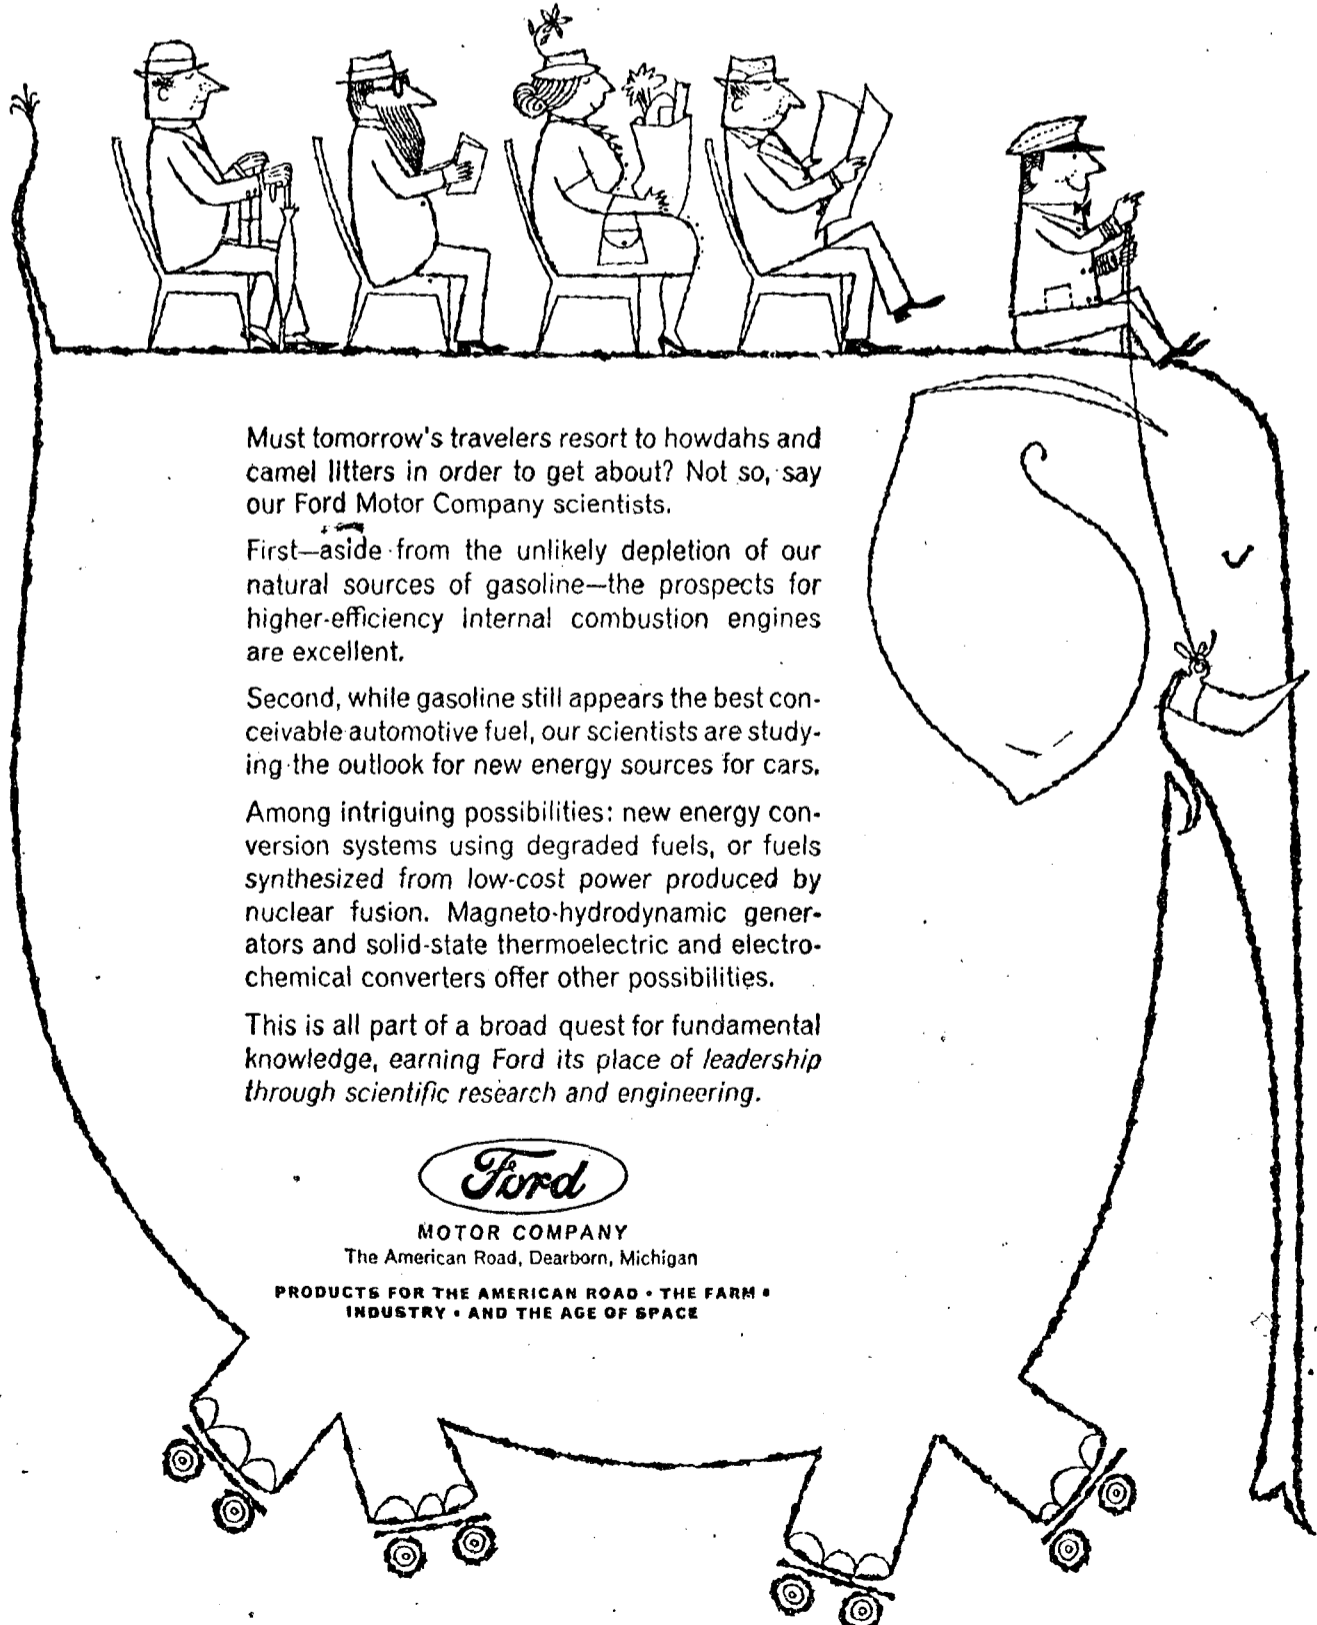 Must tomorrow's travelers resort to howdahs and
camel litters in order to get about? Not so, say
our Ford Motor Company scientists.
First—aside from the unlikely depletion of our
natural sources of gasoline—the prospects for
higher-efficiency internal combustion engines
are excellent.
Second, while gasoline still appears the best con-
ceivable automotive fuel, our scientists are study-
ing the outlook for new energy sources for cars.
Among intriguing possibilities: new energy con-
version systems using degraded fuels, or fuels
synthesized from low-cost power produced by
nuclear fusion. Magneto-hydrodynamic gener-
ators and solid-state thermoelectric and electro-
chemical converters offer other possibilities.
This is all part of a broad quest for fundamental
knowledge, earning Ford its place of leadership
through scientific research and engineering.
Ford
MOTOR COMPANY
The American Road, Dearborn, Michigan
PRODUCTS FOR THE AMERICAN ROAD • THE FARM •
INDUSTRY • AND THE AGE OF SPACE